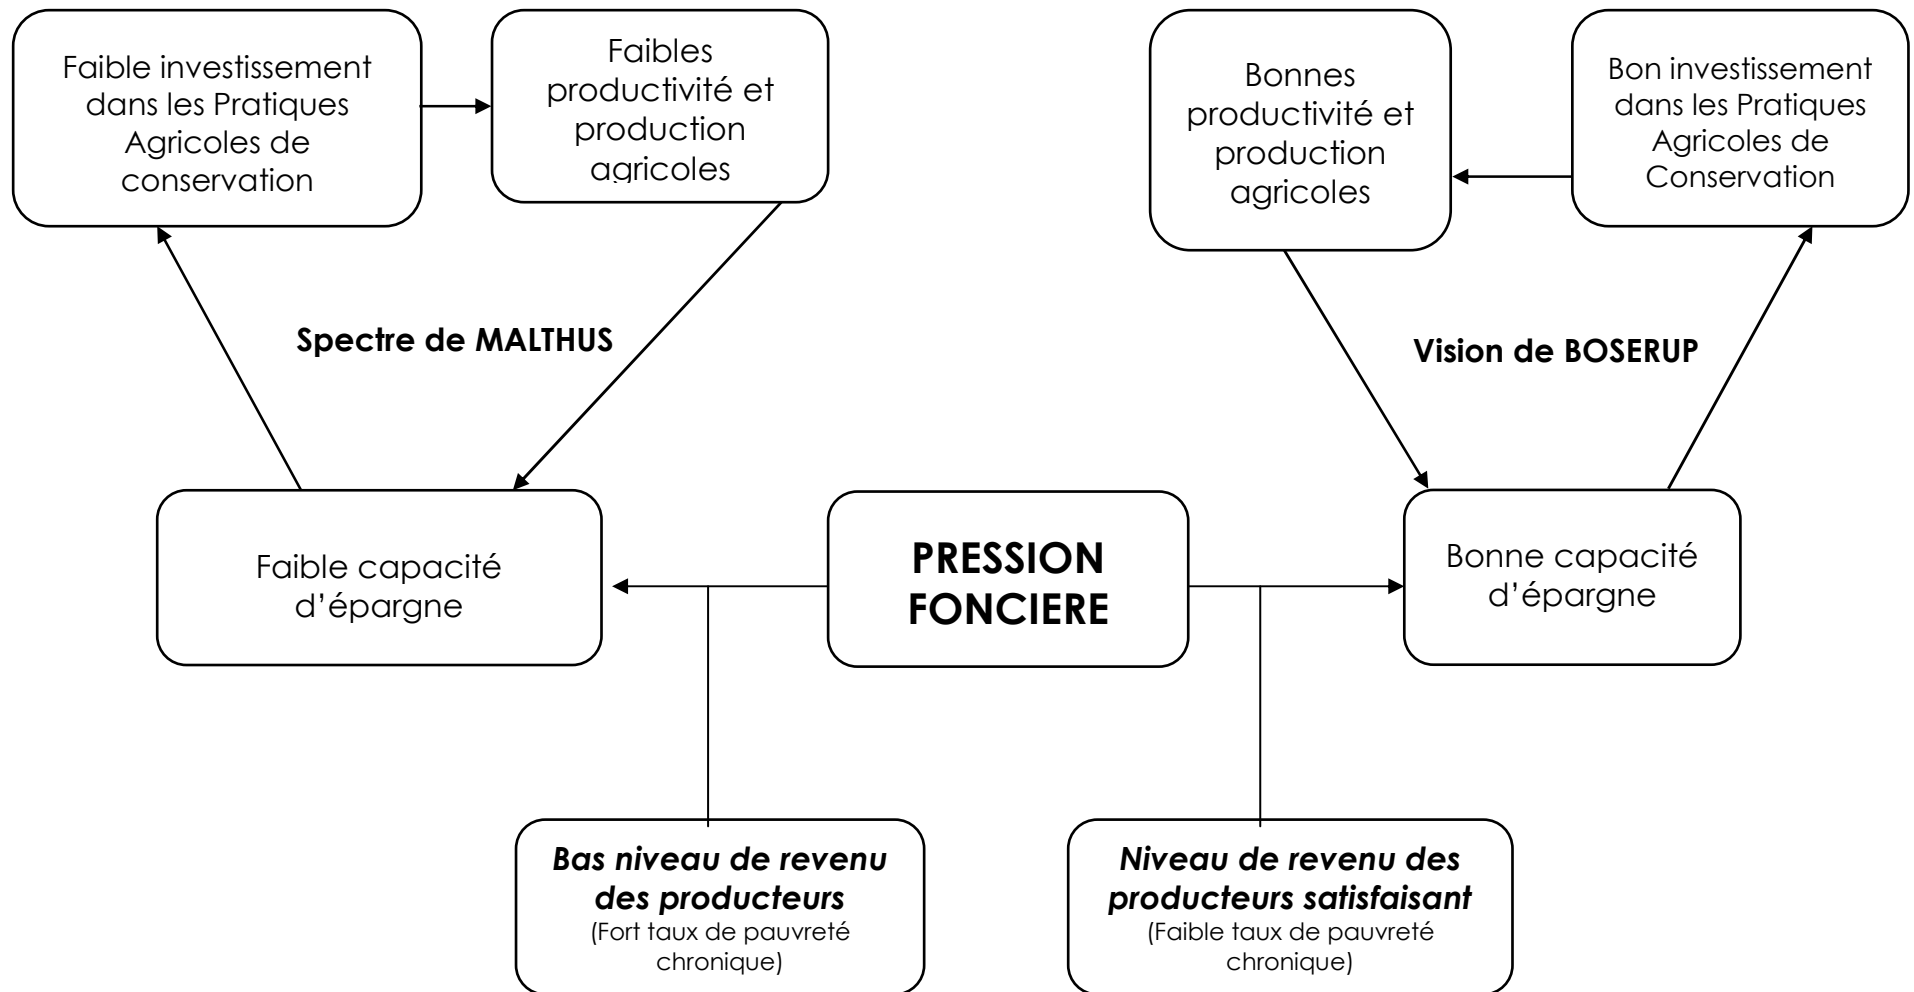 Faible investissement
dans les Pratiques
Agricoles de
conservation
Faibles
productivité et
production
agricoles
Bonnes
productivité et
production
agricoles
Bon investissement
dans les Pratiques
Agricoles de
Conservation
Spectre de MALTHUS
Vision de BOSERUP
Faible capacité
d’épargne
PRESSION
FONCIERE
Bonne capacité
d’épargne
Bas niveau de revenu
des producteurs
(Fort taux de pauvreté
chronique)
Niveau de revenu des
producteurs satisfaisant
(Faible taux de pauvreté
chronique)